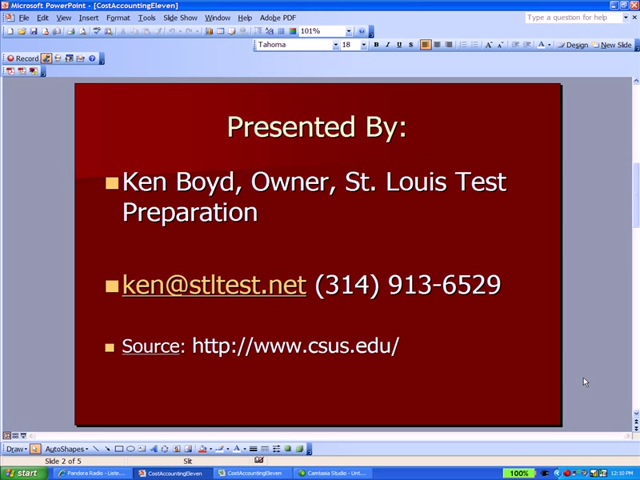 Microsoft PowerPoint - [CostAccountingEleven]
File Edit View Insert Format Tools Slide Show Window Help Adobe PDF
Type a question for help
101%
Tahoma 18 B I U S Design New Slide
Record
Presented By:
Ken Boyd, Owner, St. Louis Test
Preparation
ken@stltest.net (314) 913-6529
Source: http://www.csus.edu/
Draw AutoShapes
Slide 2 of 5 Slit
start Pandora Radio - Liste... CostAccountingEleven CostAccountingEleven Camtasia Studio - Unt... 100% 12:10 PM